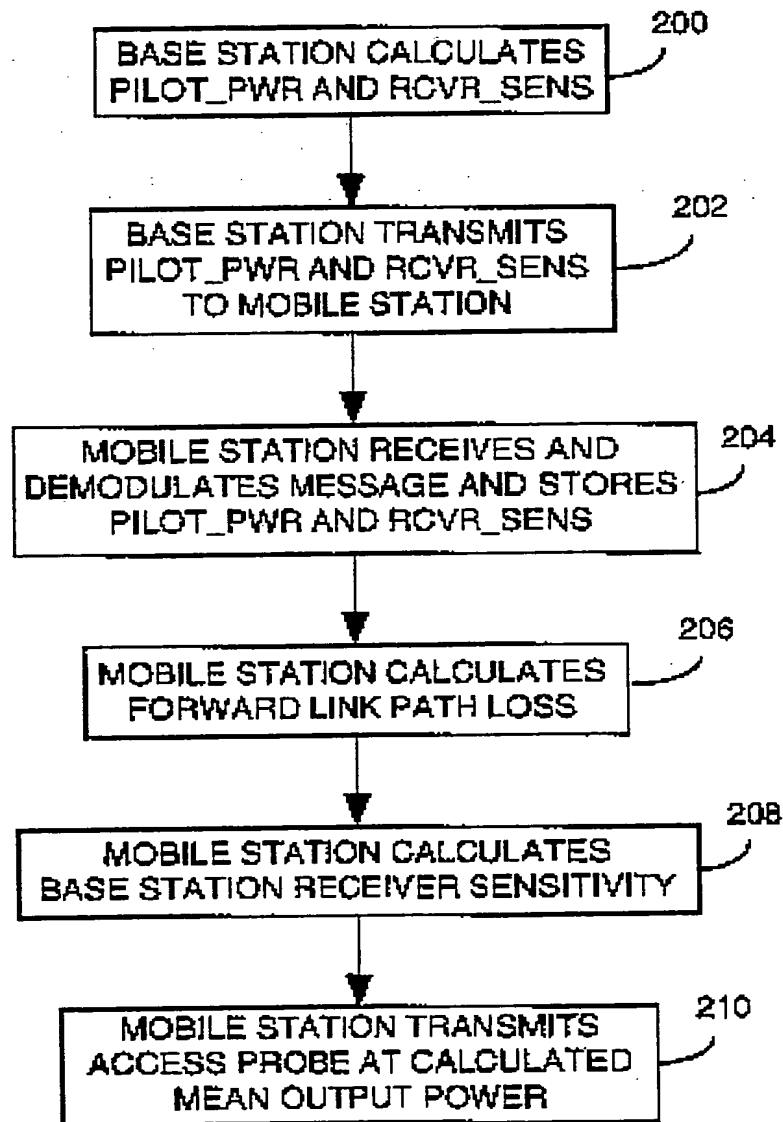 BASE STATION CALCULATES
PILOT_PWR AND RCVR_SENS
200
BASE STATION TRANSMITS
PILOT_PWR AND RCVR_SENS
TO MOBILE STATION
202
MOBILE STATION RECEIVES AND
DEMODULATES MESSAGE AND STORES
PILOT_PWR AND RCVR_SENS
204
MOBILE STATION CALCULATES
FORWARD LINK PATH LOSS
206
MOBILE STATION CALCULATES
BASE STATION RECEIVER SENSITIVITY
208
MOBILE STATION TRANSMITS
ACCESS PROBE AT CALCULATED
MEAN OUTPUT POWER
210